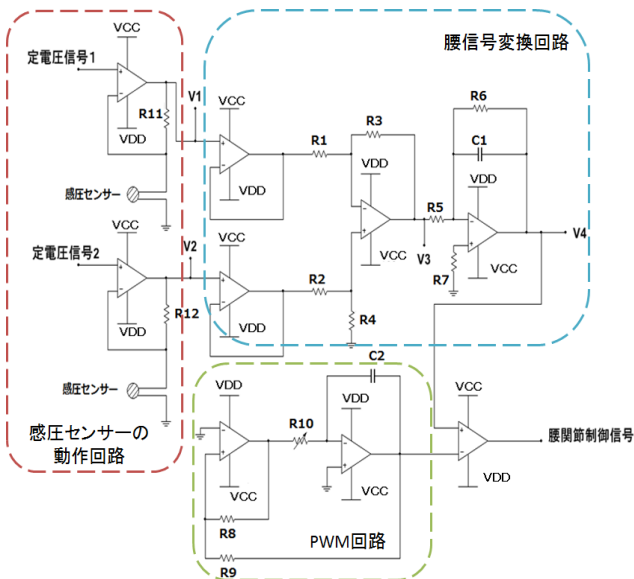 VCC
定電圧信号1
R11
VDD
感圧センサー
V1
VCC
定電圧信号2
VDD
R12
感圧センサー
V2
感圧センサーの
動作回路
腰信号変換回路
VCC
VDD
R1
R3
VDD
VCC
VCC
VDD
R2
R4
V3
R5
R6
C1
VDD
VCC
R7
V4
VDD
VCC
R8
R9
R10
C2
VDD
VCC
PWM回路
VCC
VDD
腰関節制御信号